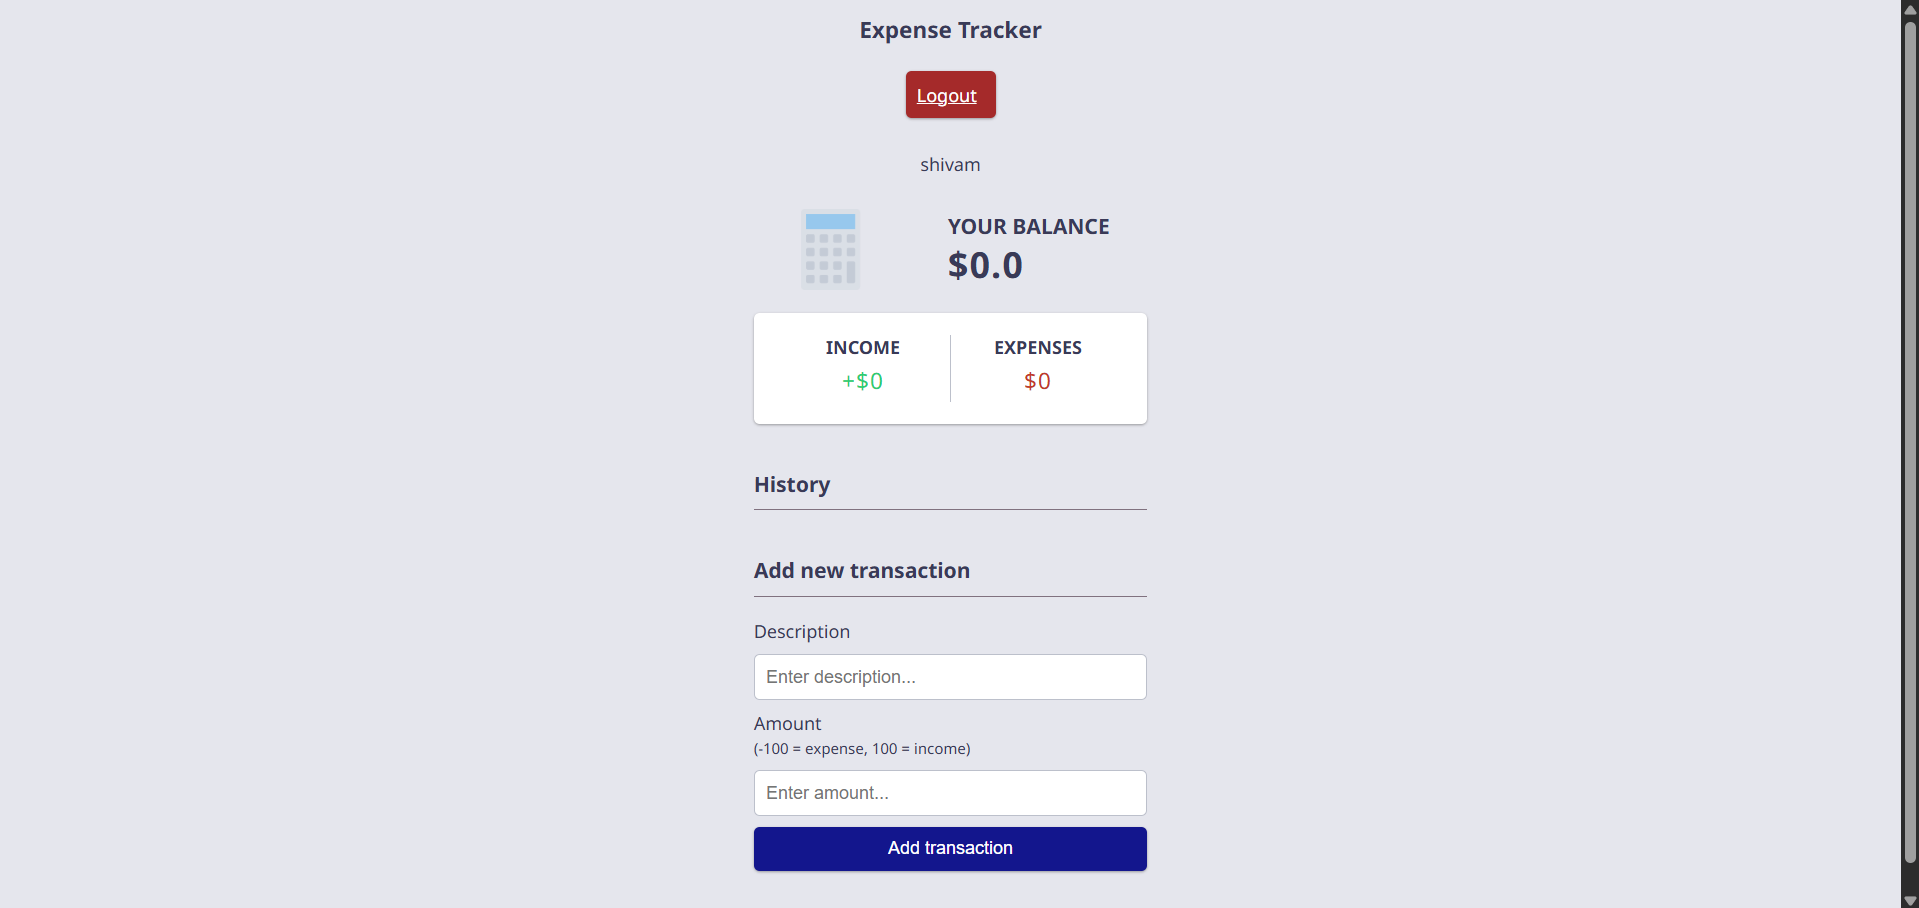 Expense Tracker
Logout
shivam
YOUR BALANCE
$0.0
INCOME
+$0
EXPENSES
$0
History
Add new transaction
Description
Enter description...
Amount
(-100 = expense, 100 = income)
Enter amount...
Add transaction